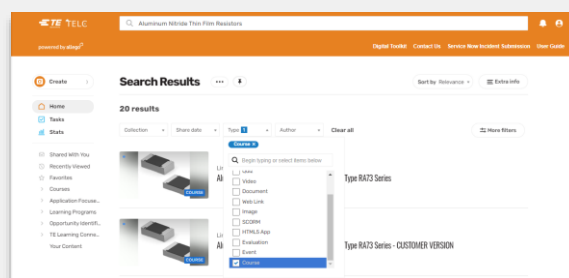 TE TELC
Aluminum Nitride Thin Film Resistors
powered by allego
Digital Toolkit Contact Us Service Now Incident Submission User Guide
Create
Search Results
Sort by Relevance
Extra info
Home
Tasks
Stats
20 results
Collection
Share date
Type 1
Author
Clear all
More filters
Course ×
Begin typing or select items below
Shared With You
Recently Viewed
Favorites
Courses
Application Focuse...
Learning Programs
Opportunity Identifi...
TE Learning Conne...
Your Content
Video
Document
Web Link
Image
SCORM
HTML5 App
Evaluation
Event
Course
COURSE
Type RA73 Series
COURSE
Type RA73 Series - CUSTOMER VERSION